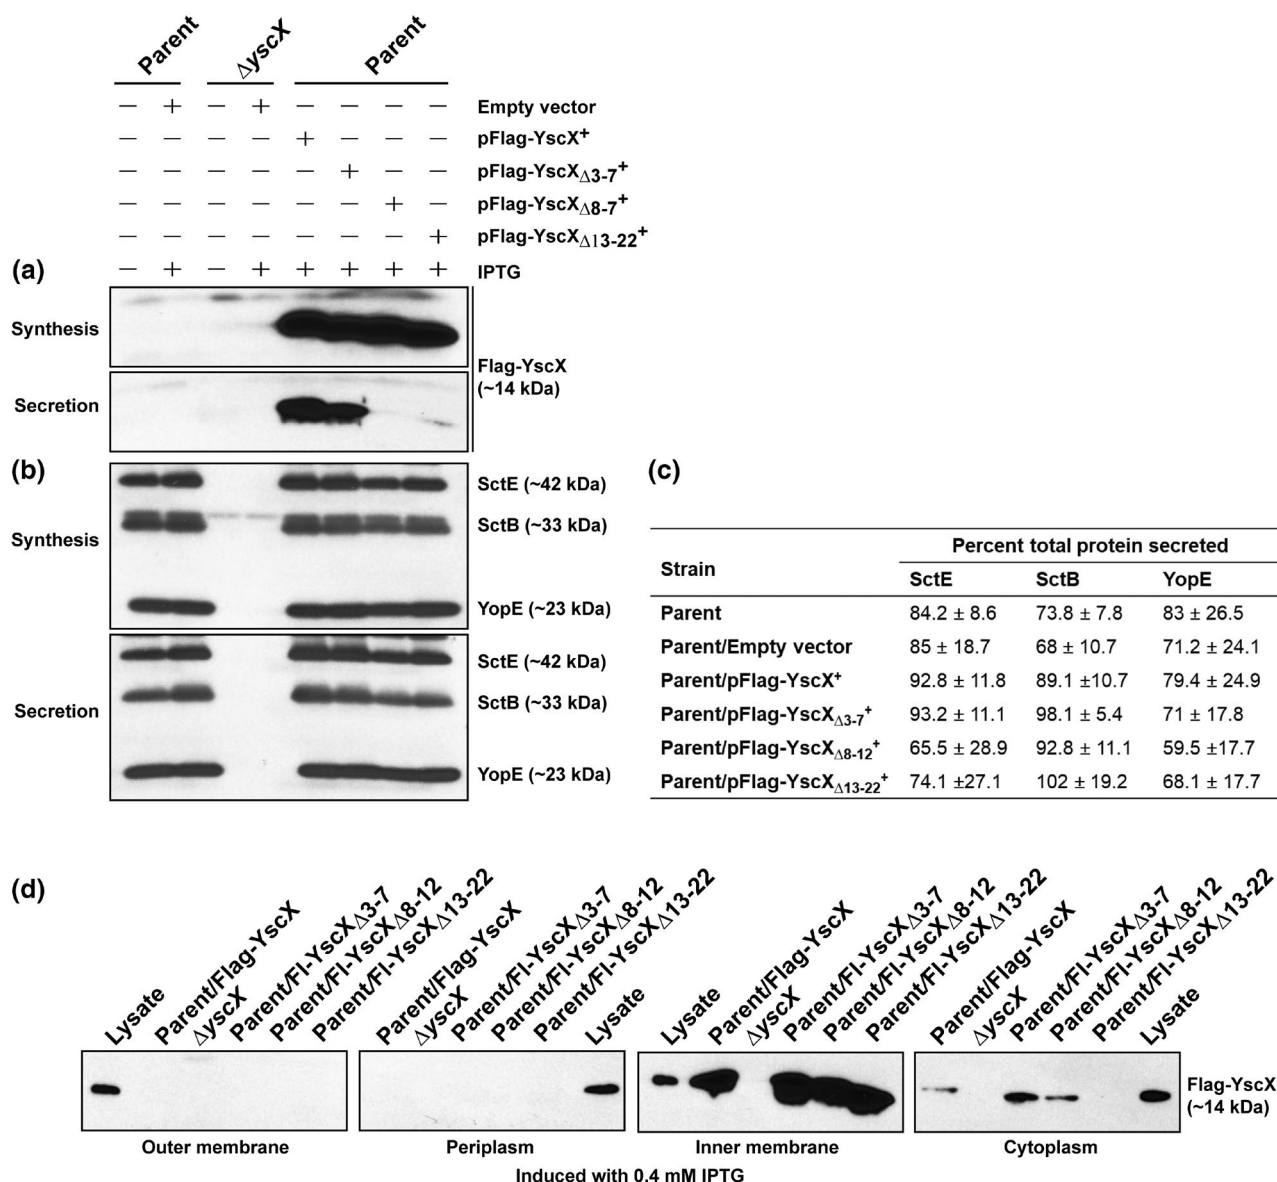 Parent ΔyscX Parent
− + − + − − − − Empty vector
− − − − + − − − pFlag-YscX+
− − − − − + − − pFlag-YscXΔ3-7+
− − − − − − + − pFlag-YscXΔ8-7+
− − − − − − − + pFlag-YscXΔ13-22+
(a) − + − + + + + + IPTG
Synthesis
Flag-YscX
(~14 kDa)
Secretion
(b)
SctE (~42 kDa)
SctB (~33 kDa)
Synthesis
YopE (~23 kDa)
SctE (~42 kDa)
SctB (~33 kDa)
Secretion
YopE (~23 kDa)
(c)
Strain Percent total protein secreted
SctE SctB YopE
Parent 84.2 ± 8.6 73.8 ± 7.8 83 ± 26.5
Parent/Empty vector 85 ± 18.7 68 ± 10.7 71.2 ± 24.1
Parent/pFlag-YscX+ 92.8 ± 11.8 89.1 ±10.7 79.4 ± 24.9
Parent/pFlag-YscXΔ3-7+ 93.2 ± 11.1 98.1 ± 5.4 71 ± 17.8
Parent/pFlag-YscXΔ8-12+ 65.5 ± 28.9 92.8 ± 11.1 59.5 ±17.7
Parent/pFlag-YscXΔ13-22+ 74.1 ±27.1 102 ± 19.2 68.1 ± 17.7
(d)
Lysate
Parent/Flag-YscX
ΔyscX
Parent/Fl-YscXΔ3-7
Parent/Fl-YscXΔ8-12
Parent/Fl-YscXΔ13-22
Parent/Flag-YscX
ΔyscX
Parent/Fl-YscXΔ3-7
Parent/Fl-YscXΔ8-12
Parent/Fl-YscXΔ13-22
Lysate
Lysate
Parent/Flag-YscX
ΔyscX
Parent/Fl-YscXΔ3-7
Parent/Fl-YscXΔ8-12
Parent/Fl-YscXΔ13-22
Parent/Flag-YscX
ΔyscX
Parent/Fl-YscXΔ3-7
Parent/Fl-YscXΔ8-12
Parent/Fl-YscXΔ13-22
Lysate
Flag-YscX
(~14 kDa)
Outer membrane Periplasm Inner membrane Cytoplasm
Induced with 0.4 mM IPTG